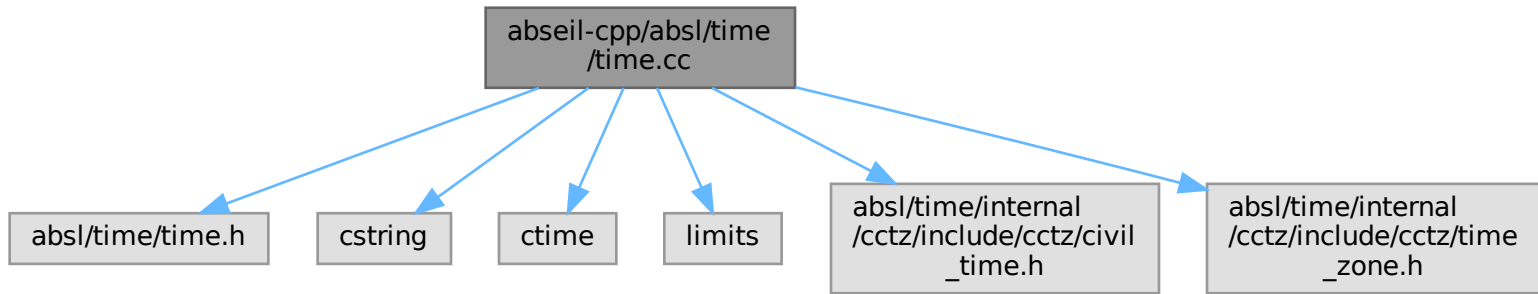 abseil-cpp/absl/time
/time.cc
absl/time/time.h
cstring
ctime
limits
absl/time/internal
/cctz/include/cctz/civil
_time.h
absl/time/internal
/cctz/include/cctz/time
_zone.h